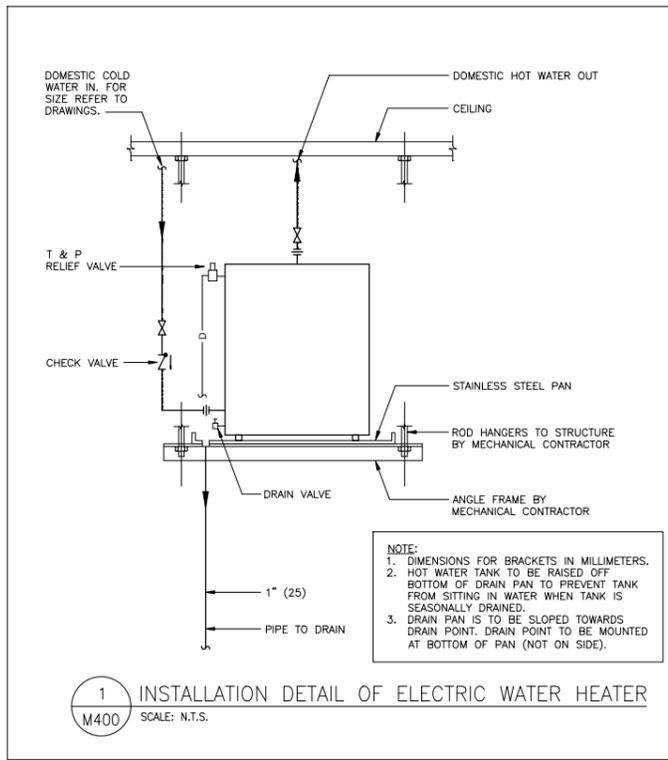 DOMESTIC COLD
WATER IN. FOR
SIZE REFER TO
DRAWINGS.
DOMESTIC HOT WATER OUT
CEILING
T & P
RELIEF VALVE
D
CHECK VALVE
STAINLESS STEEL PAN
ROD HANGERS TO STRUCTURE
BY MECHANICAL CONTRACTOR
DRAIN VALVE
ANGLE FRAME BY
MECHANICAL CONTRACTOR
1" (25)
PIPE TO DRAIN
NOTE:
1. DIMENSIONS FOR BRACKETS IN MILLIMETERS.
2. HOT WATER TANK TO BE RAISED OFF
BOTTOM OF DRAIN PAN TO PREVENT TANK
FROM SITTING IN WATER WHEN TANK IS
SEASONALLY DRAINED.
3. DRAIN PAN IS TO BE SLOPED TOWARDS
DRAIN POINT. DRAIN POINT TO BE MOUNTED
AT BOTTOM OF PAN (NOT ON SIDE).
1
M400
INSTALLATION DETAIL OF ELECTRIC WATER HEATER
SCALE: N.T.S.